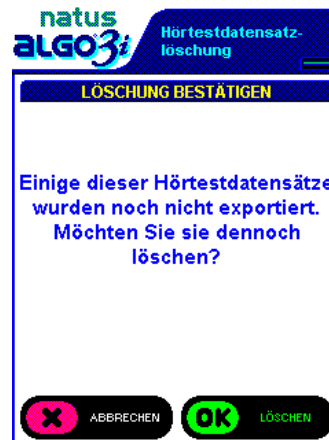 natus
ALGO3i
Hörtestdatensatz-
löschung
LÖSCHUNG BESTÄTIGEN
Einige dieser Hörtestdatensätze
wurden noch nicht exportiert.
Möchten Sie sie dennoch
löschen?
ABBRECHEN
OK
LÖSCHEN